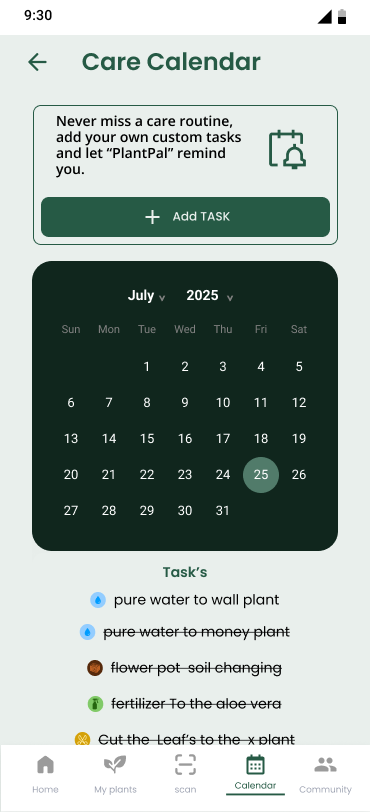 9:30
Care Calendar
Never miss a care routine,
add your own custom tasks
and let “PlantPal” remind
you.
Add TASK
July 2025
Sun Mon Tue Wed Thu Fri Sat
1 2 3 4 5
6 7 8 9 10 11 12
13 14 15 16 17 18 19
20 21 22 23 24 25 26
27 28 29 30 31
Task’s
pure water to wall plant
pure water to money plant
flower pot soil changing
fertilizer To the aloe vera
Cut the Leaf’s to the x plant
Home My plants scan Calendar Community